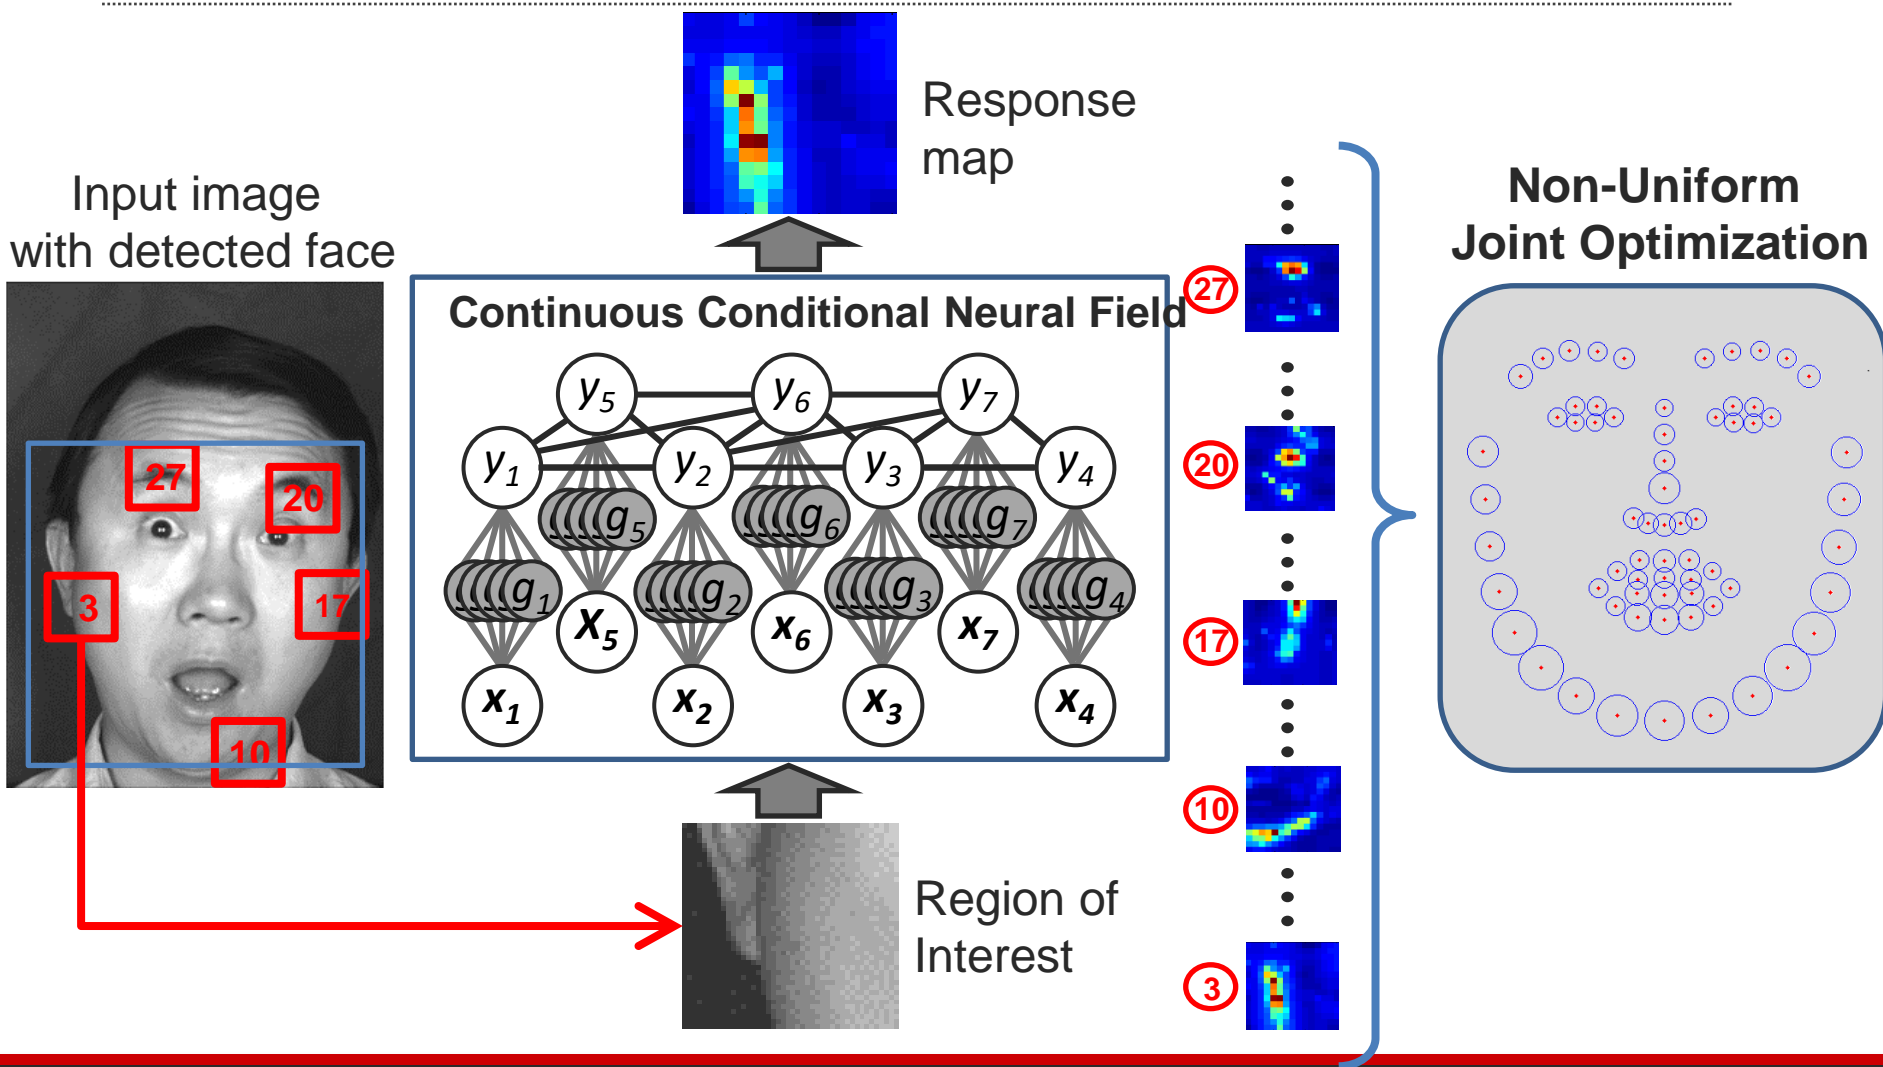 Response
map
Input image
with detected face
Non-Uniform
Joint Optimization
Continuous Conditional Neural Field
27
20
3
17
10
y5
y6
y7
y1
y2
y3
y4
g5
g6
g7
g1
g2
g3
g4
X5
x6
x7
x1
x2
x3
x4
Region of
Interest
27
20
17
10
3